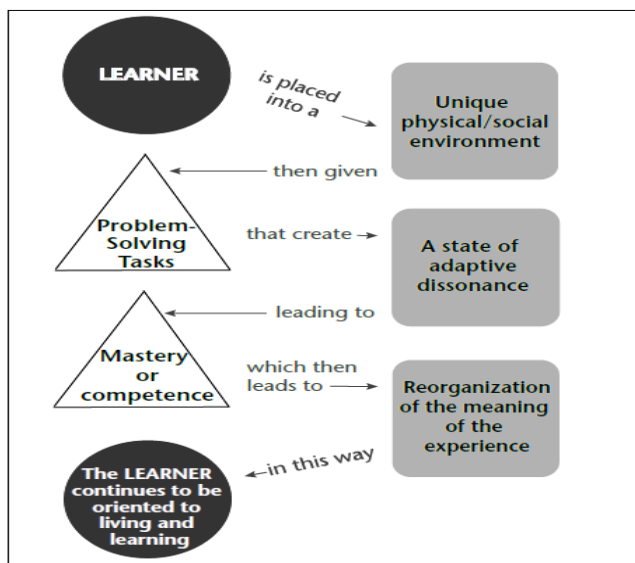 LEARNER
is placed
into a
Unique
physical/social
environment
then given
Problem-
Solving
Tasks
that create
A state of
adaptive
dissonance
leading to
Mastery
or
competence
which then
leads to
Reorganization
of the meaning
of the
experience
in this way
The LEARNER
continues to be
oriented to
living and
learning